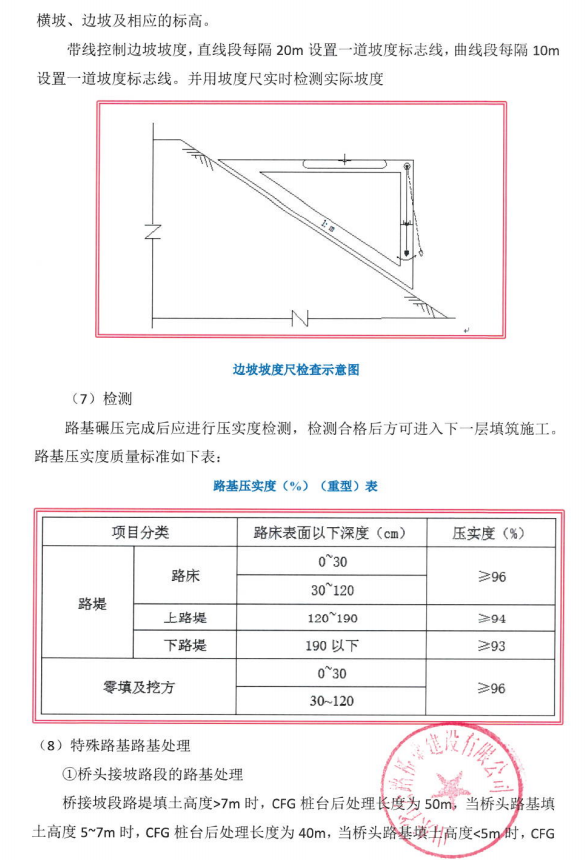 横坡、边坡及相应的标高。
带线控制边坡坡度，直线段每隔 20m 设置一道坡度标志线，曲线段每隔 10m
设置一道坡度标志线。并用坡度尺实时检测实际坡度
1: m
边坡坡度尺检查示意图
（7）检测
路基碾压完成后应进行压实度检测，检测合格后方可进入下一层填筑施工。
路基压实度质量标准如下表：
路基压实度（%）（重型）表
项目分类 路床表面以下深度（cm） 压实度（%）
路堤 路床 0~30 ≥96
30~120
上路堤 120~190 ≥94
下路堤 190 以下 ≥93
零填及挖方 0~30 ≥96
30~120
（8）特殊路基路基处理
①桥头接坡路段的路基处理
桥接坡段路堤填土高度>7m 时，CFG 桩台后处理长度为 50m，当桥头路基填
土高度 5~7m 时，CFG 桩台后处理长度为 40m，当桥头路基填土高度<5m 时，CFG